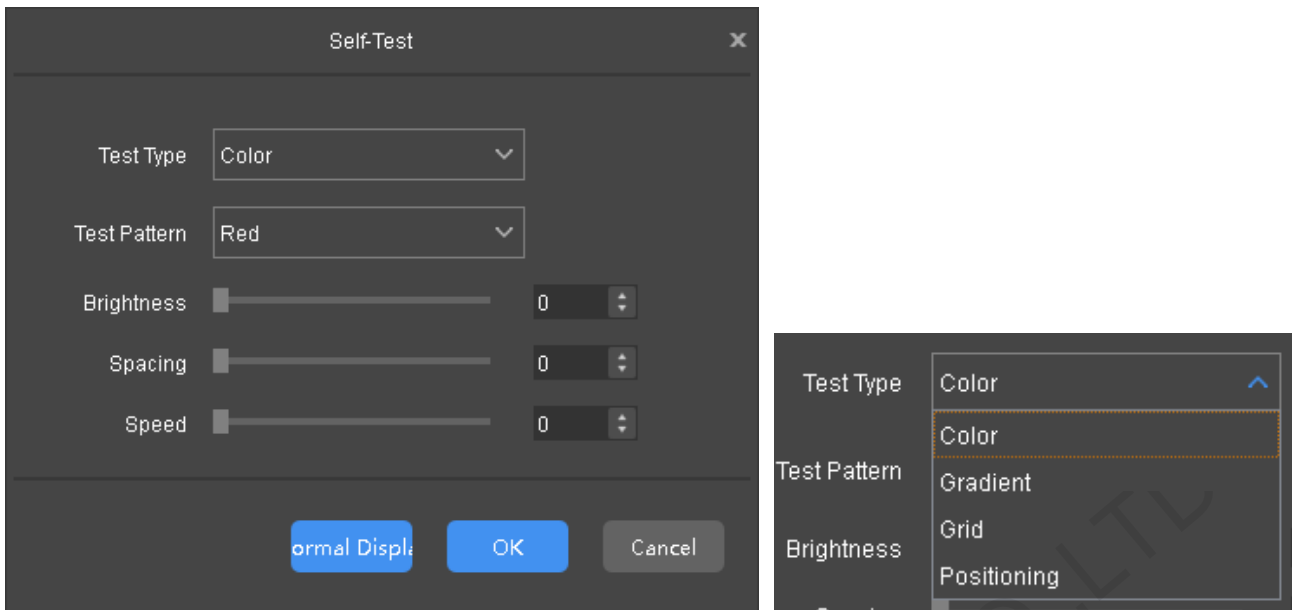 Self-Test
x
Test Type Color
Test Pattern Red
Brightness 0
Spacing 0
Speed 0
ormal Displa OK Cancel
Test Type Color
Color
Test Pattern
Gradient
Grid
Brightness
Positioning
LTD